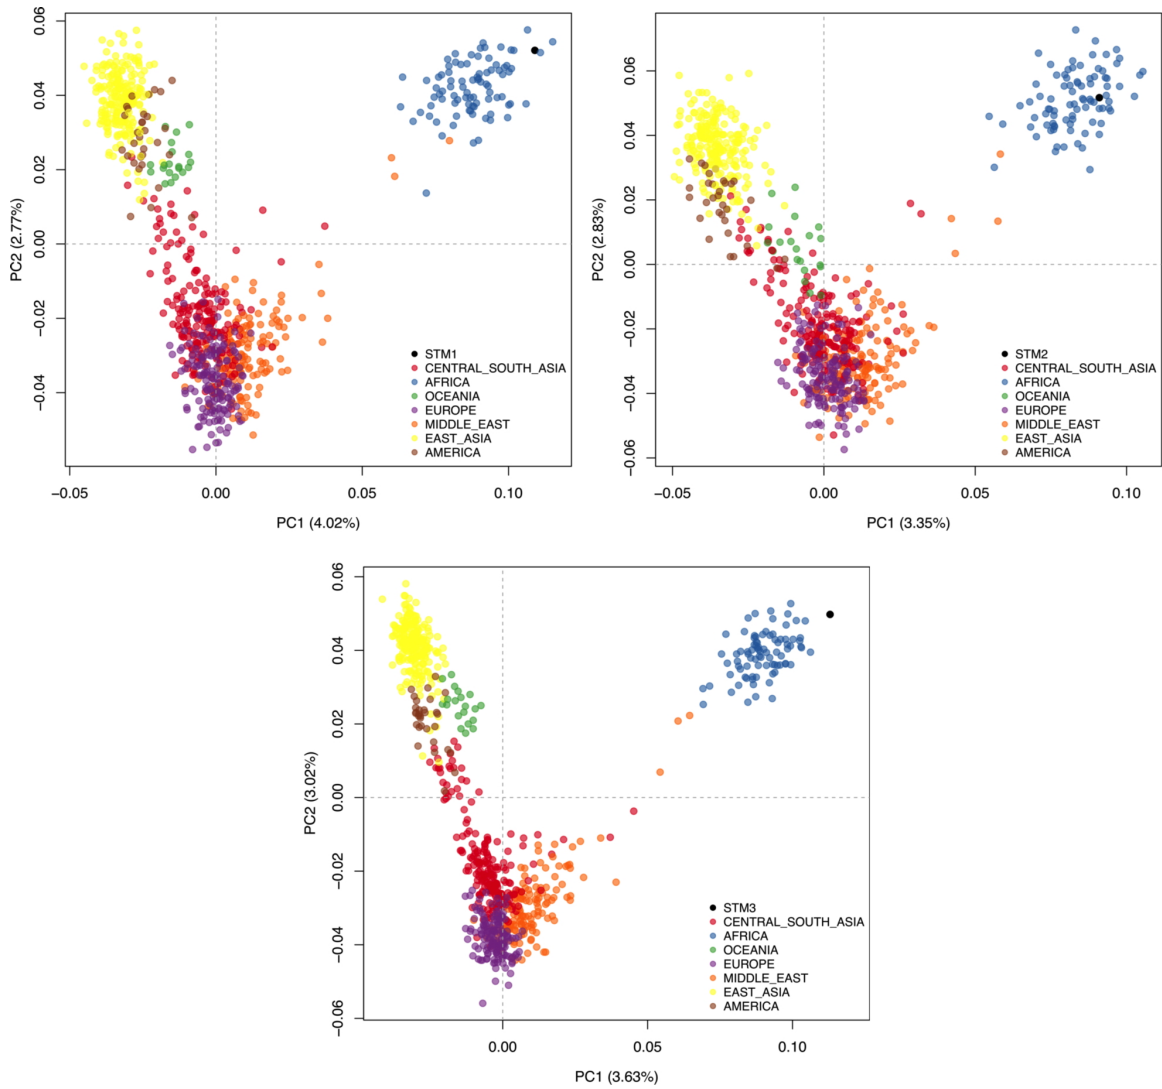 0.06
0.04
0.02
0.00
−0.02
−0.04
PC2 (2.77%)
−0.05
0.00
0.05
0.10
PC1 (4.02%)
STM1
CENTRAL_SOUTH_ASIA
AFRICA
OCEANIA
EUROPE
MIDDLE_EAST
EAST_ASIA
AMERICA
0.06
0.04
0.02
0.00
−0.02
−0.04
−0.06
PC2 (2.83%)
−0.05
0.00
0.05
0.10
PC1 (3.35%)
STM2
CENTRAL_SOUTH_ASIA
AFRICA
OCEANIA
EUROPE
MIDDLE_EAST
EAST_ASIA
AMERICA
0.06
0.04
0.02
0.00
−0.02
−0.04
−0.06
PC2 (3.02%)
0.00
0.05
0.10
PC1 (3.63%)
STM3
CENTRAL_SOUTH_ASIA
AFRICA
OCEANIA
EUROPE
MIDDLE_EAST
EAST_ASIA
AMERICA